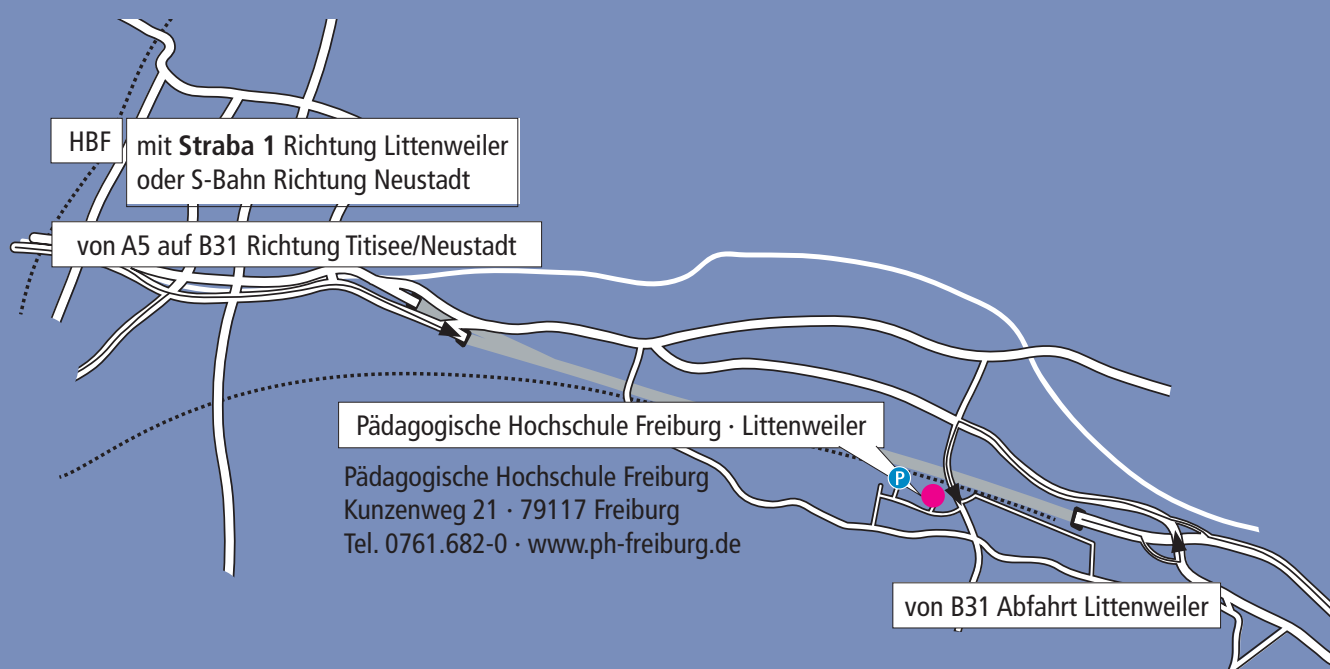 HBF
mit Straba 1 Richtung Littenweiler
oder S-Bahn Richtung Neustadt
von A5 auf B31 Richtung Titisee/Neustadt
Pädagogische Hochschule Freiburg · Littenweiler
P
Pädagogische Hochschule Freiburg
Kunzenweg 21 · 79117 Freiburg
Tel. 0761.682-0 · www.ph-freiburg.de
von B31 Abfahrt Littenweiler